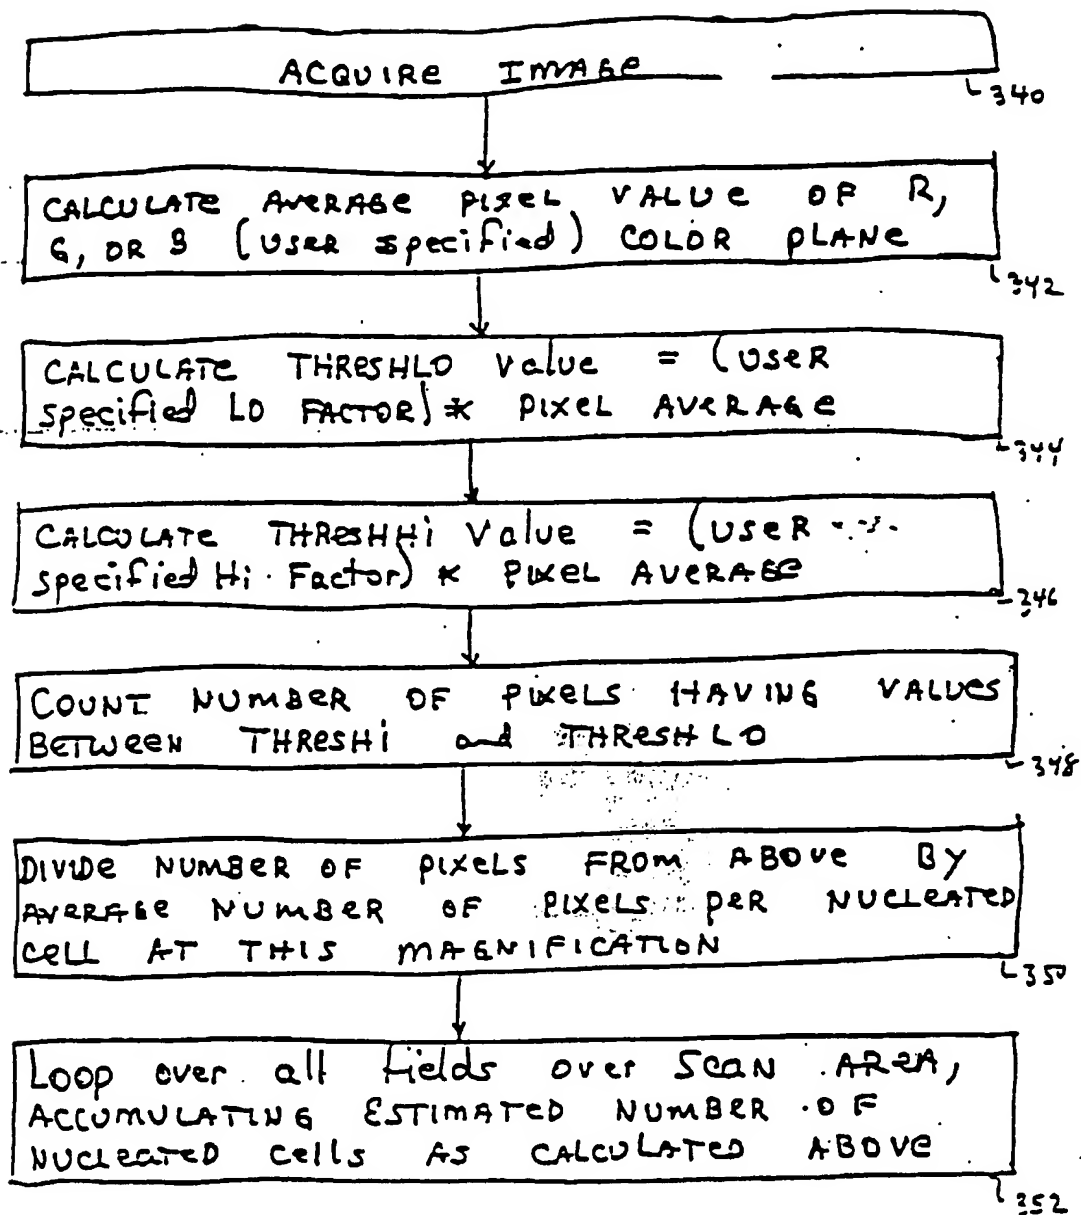 ACQUIRE IMAGE
340
CALCULATE AVERAGE PIXEL VALUE OF R,
G, OR B (USER specified) COLOR PLANE
342
CALCULATE THRESHLO Value = (USER
specified LO FACTOR) * PIXEL AVERAGE
344
CALCULATE THRESHHi Value = (USER
specified Hi Factor) * PIXEL AVERAGE
346
COUNT NUMBER OF PIXELS HAVING VALUES
BETWEEN THRESHi and THRESHLO
348
DIVIDE NUMBER OF PIXELS FROM ABOVE BY
AVERAGE NUMBER OF PIXELS PER NUCLEATED
CELL AT THIS MAGNIFICATION
350
Loop over all fields over SCAN AREA,
ACCUMULATING ESTIMATED NUMBER OF
NUCLEATED Cells AS CALCULATED ABOVE
352